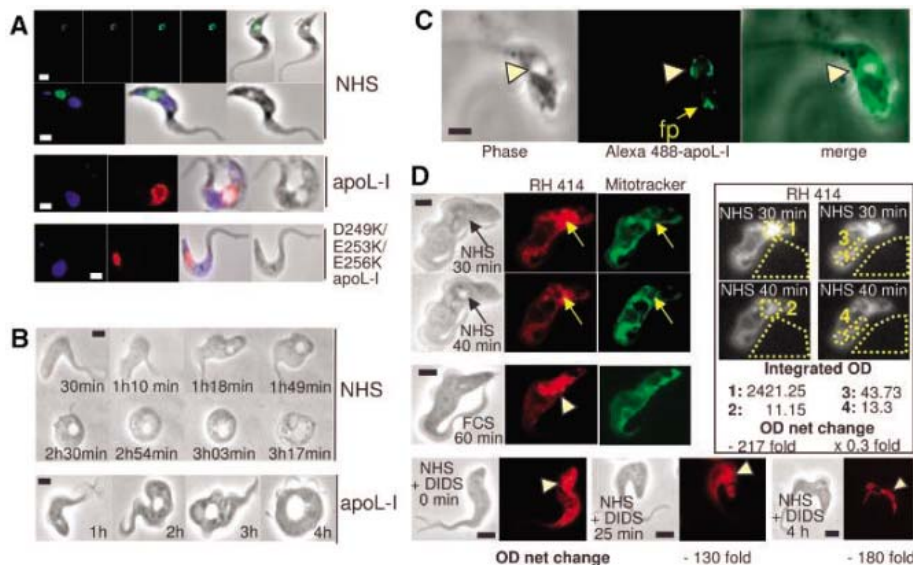 A
NHS
apoL-I
D249K/
E253K/
E256K
apoL-I
B
30min
1h10 min
1h18min
1h49min
NHS
2h30min
2h54min
3h03min
3h17min
apoL-I
1h
2h
3h
4h
C
fp
Phase
Alexa 488-apoL-I
merge
D
RH 414
Mitotracker
NHS
30 min
NHS
40 min
FCS
60 min
RH 414
NHS 30 min
1
NHS 30 min
3
NHS 40 min
2
NHS 40 min
4
Integrated OD
1: 2421.25
3: 43.73
2: 11.15
4: 13.3
OD net change
- 217 fold
x 0.3 fold
NHS
+ DIDS
0 min
NHS
+ DIDS
25 min
NHS
+ DIDS
4 h
OD net change
- 130 fold
- 180 fold